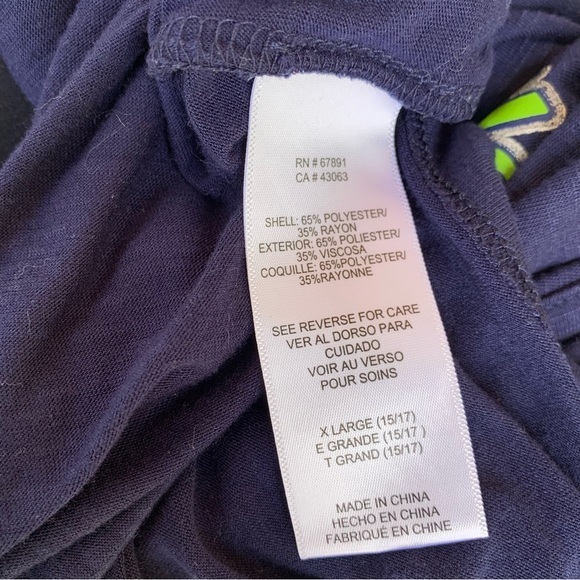 RN # 67891
CA # 43063
SHELL: 65% POLYESTER/
35% RAYON
EXTERIOR: 65% POLIESTER/
35% VISCOSA
COQUILLE: 65%POLYESTER/
35%RAYONNE
SEE REVERSE FOR CARE
VER AL DORSO PARA
CUIDADO
VOIR AU VERSO
POUR SOINS
X LARGE (15/17)
E GRANDE (15/17 )
T GRAND (15/17)
MADE IN CHINA
HECHO EN CHINA
FABRIQUÉ EN CHINE